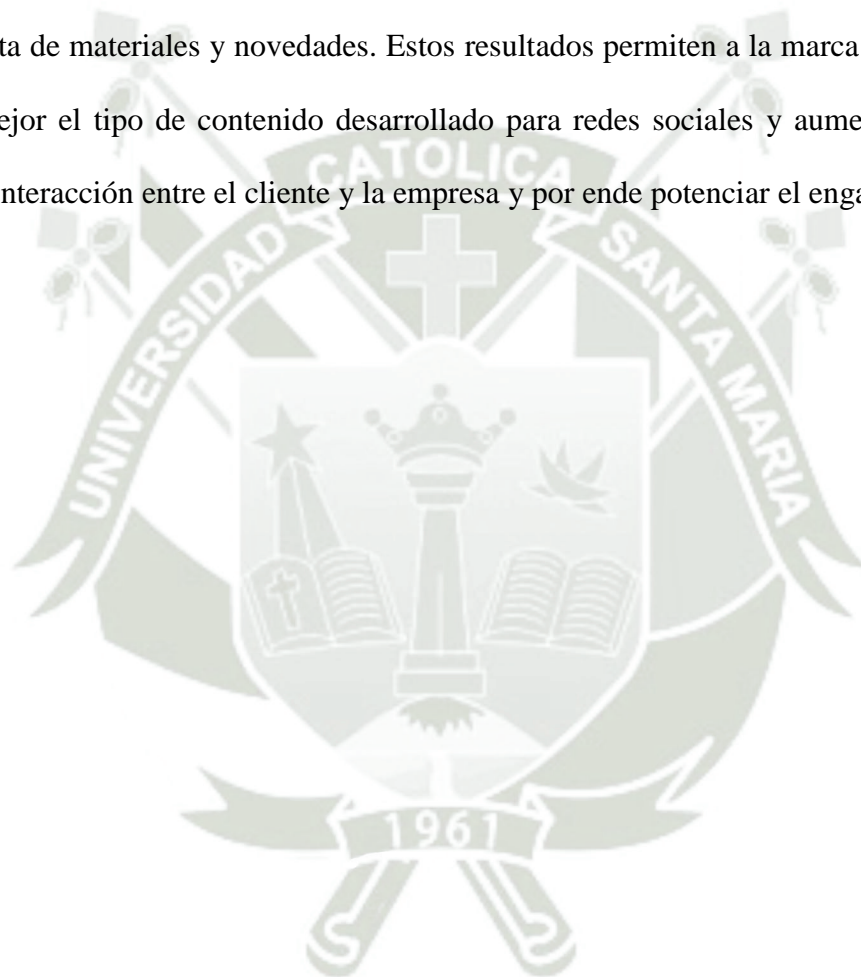 ta de materiales y novedades. Estos resultados permiten a la marca
ejor el tipo de contenido desarrollado para redes sociales y aume
nteracción entre el cliente y la empresa y por ende potenciar el enga
UNIVERSIDAD CATOLICA SANTA MARIA
1961